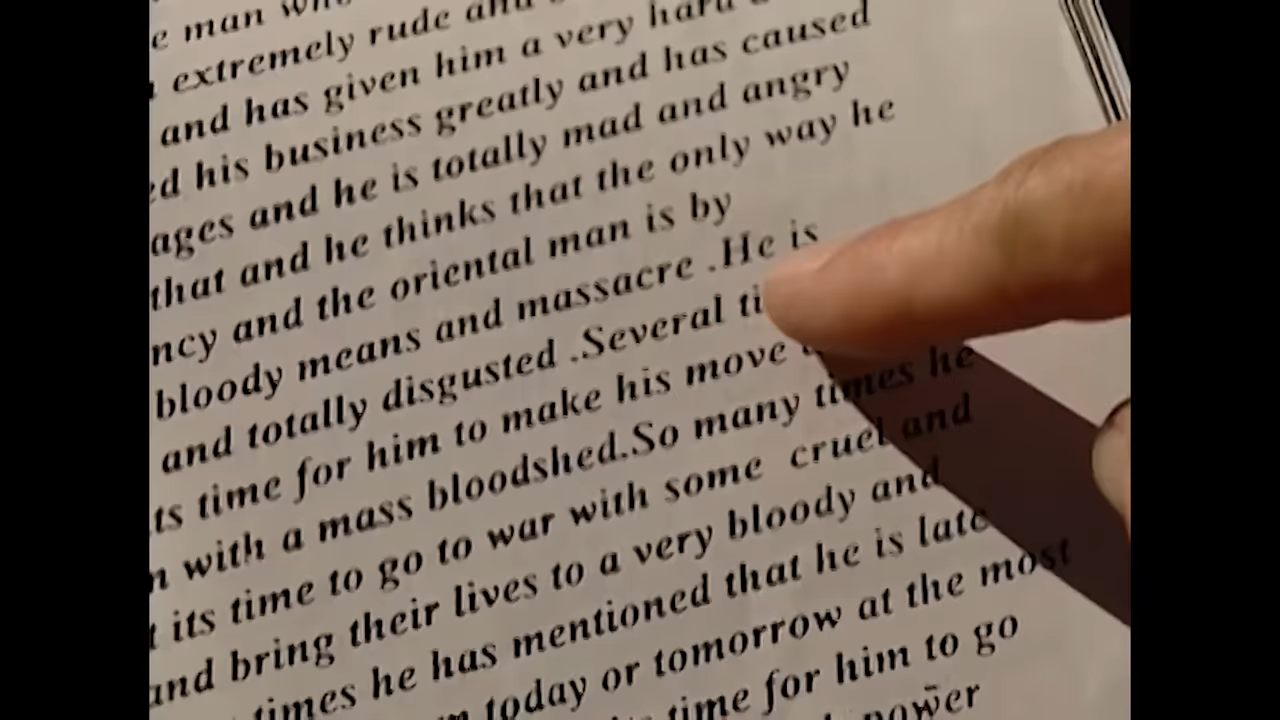 e man who
extremely rude and
and has given him a very hard
ed his business greatly and has caused
ages and he is totally mad and angry
that and he thinks that the only way he
ncy and the oriental man is by
bloody means and massacre .He is
and totally disgusted .Several ti
ts time for him to make his move
n with a mass bloodshed.So many times he
t its time to go to war with some cruel and
and bring their lives to a very bloody and
times he has mentioned that he is late
today or tomorrow at the most
time for him to go
power